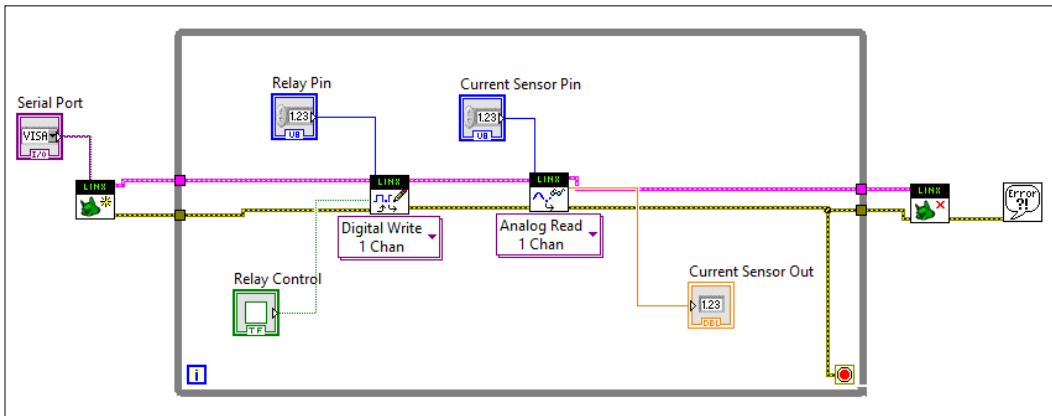 Serial Port
VISA
I/O
LINX
Relay Pin
1.23
U8
Current Sensor Pin
1.23
U8
LINX
Digital Write
1 Chan
LINX
Analog Read
1 Chan
Relay Control
TF
Current Sensor Out
1.23
DBL
i
LINX
Error
?!